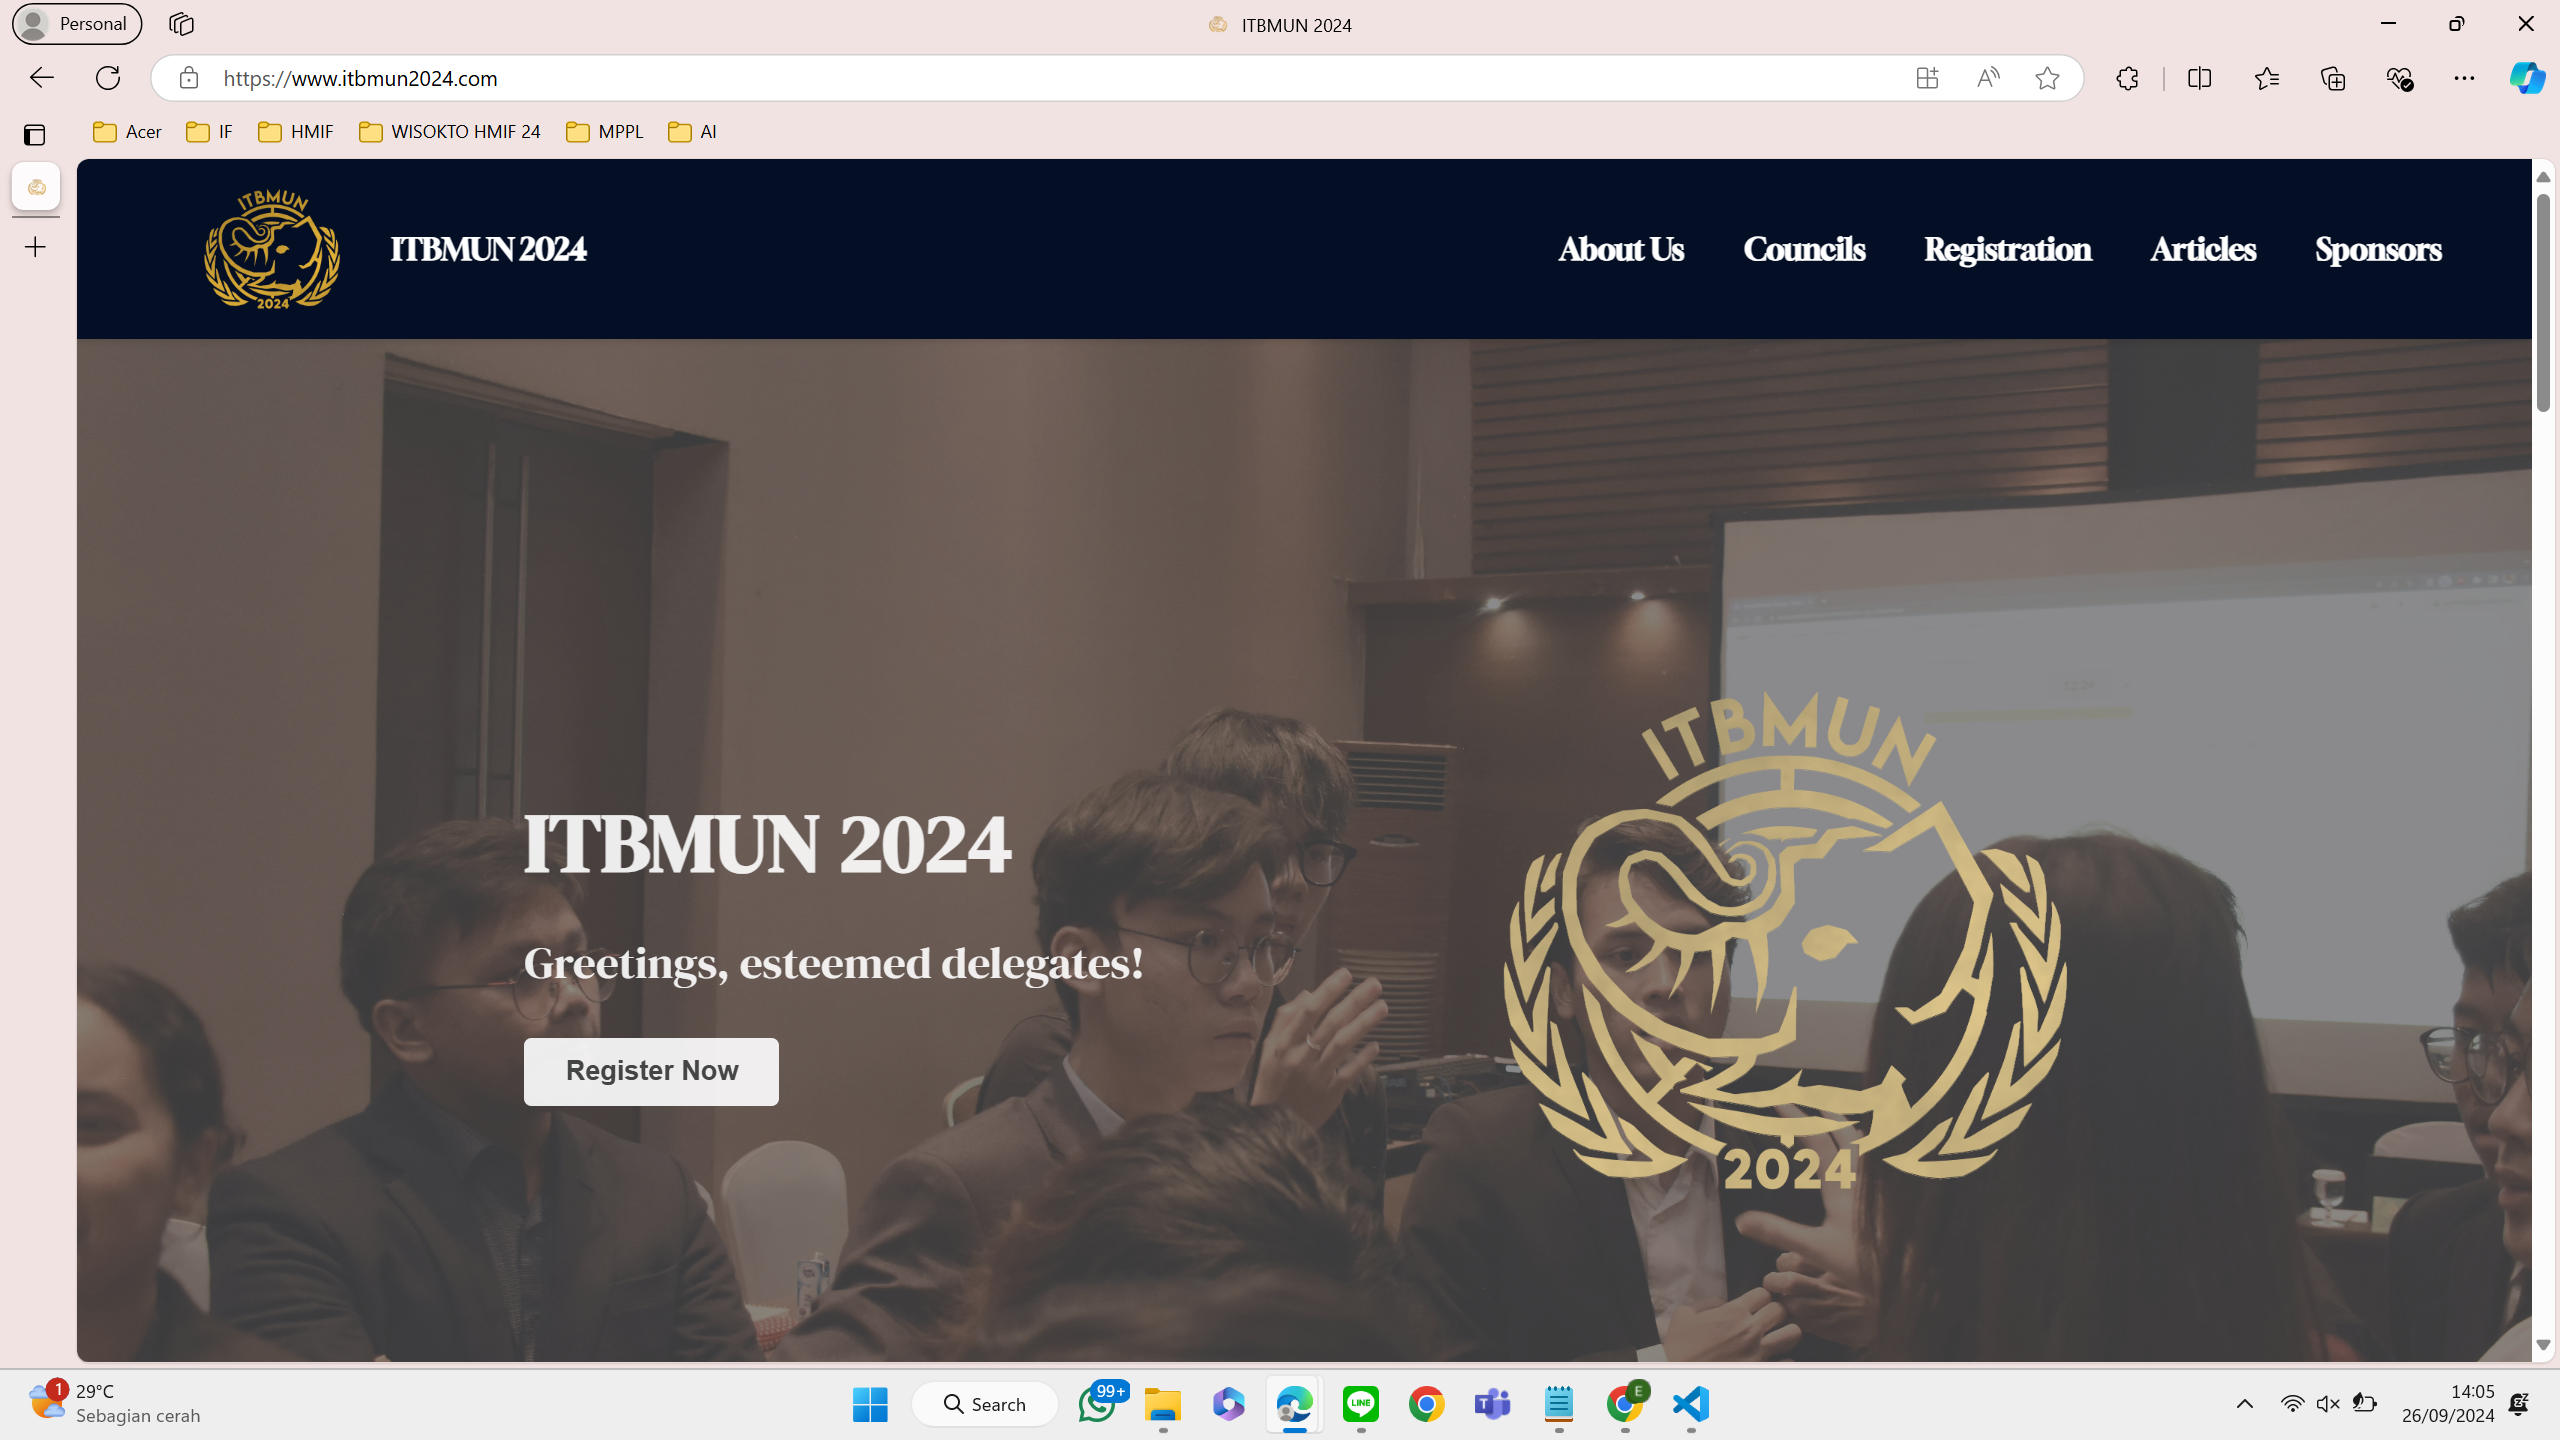 Personal
ITBMUN 2024
https://www.itbmun2024.com
Acer IF HMIF WISOKTO HMIF 24 MPPL AI
ITBMUN
2024
ITBMUN 2024
About Us Councils Registration Articles Sponsors
ITBMUN 2024
Greetings, esteemed delegates!
Register Now
ITBMUN
2024
1
29°C
Sebagian cerah
Search
99+
LINE
E
14:05
26/09/2024